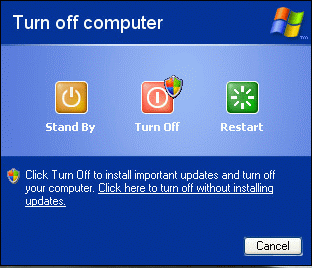 Turn off computer
Stand By
Turn Off
Restart
Click Turn Off to install important updates and turn off
your computer. Click here to turn off without installing
updates.
Cancel